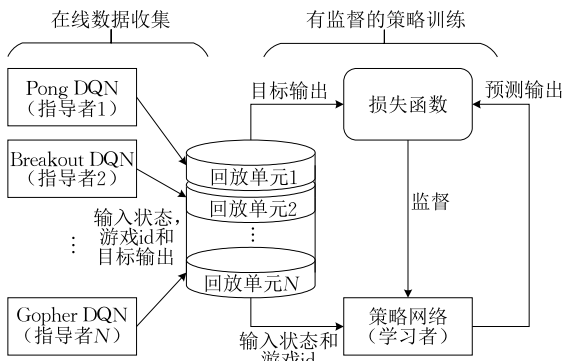 在线数据收集
有监督的策略训练
Pong DQN
(指导者1)
Breakout DQN
(指导者2)
⋮
Gopher DQN
(指导者N)
输入状态,
游戏id和
目标输出
回放单元1
回放单元2
⋮
回放单元N
目标输出
损失函数
预测输出
监督
策略网络
(学习者)
输入状态和
游戏id